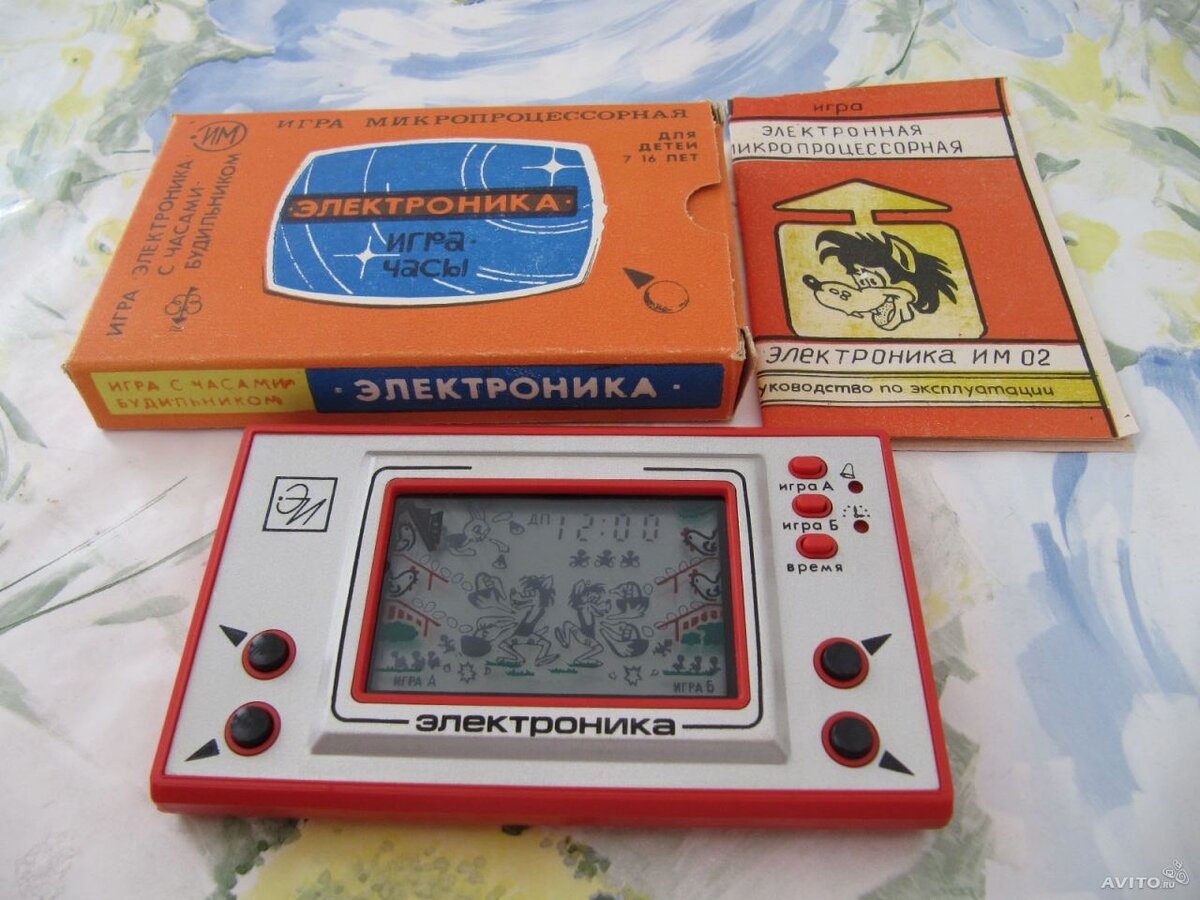 ИГРА МИКРОПРОЦЕССОРНАЯ
ДЛЯ
ДЕТЕЙ
7 16 ЛЕТ
ИМ
ИГРА ЭЛЕКТРОНИКА
С ЧАСАМИ-
БУДИЛЬНИКОМ
·ЭЛЕКТРОНИКА·
ИГРА-
ЧАСЫ
ИГРА С ЧАСАМИ-
БУДИЛЬНИКОМ
· ЭЛЕКТРОНИКА ·
игра
ЭЛЕКТРОННАЯ
МИКРОПРОЦЕССОРНАЯ
ЭЛЕКТРОНИКА ИМ 02
РУКОВОДСТВО ПО ЭКСПЛУАТАЦИИ
ДП 12:00
ИГРА А
ИГРА Б
ЭЛЕКТРОНИКА
игра А
игра Б
время
AVITO.ru